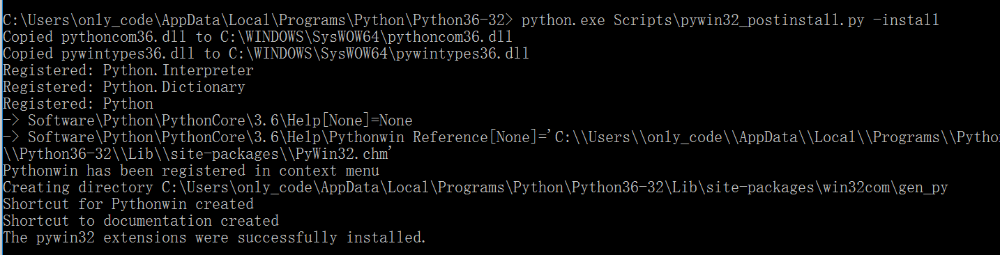 C:\Users\only_code\AppData\Local\Programs\Python\Python36-32> python.exe Scripts\pywin32_postinstall.py -install
Copied pythoncom36.dll to C:\WINDOWS\SysWOW64\pythoncom36.dll
Copied pywintypes36.dll to C:\WINDOWS\SysWOW64\pywintypes36.dll
Registered: Python.Interpreter
Registered: Python.Dictionary
Registered: Python
-> Software\Python\PythonCore\3.6\Help[None]=None
-> Software\Python\PythonCore\3.6\Help\Pythonwin Reference[None]='C:\\Users\\only_code\\AppData\\Local\\Programs\\Python
\\Python36-32\\Lib\\site-packages\\PyWin32.chm'
Pythonwin has been registered in context menu
Creating directory C:\Users\only_code\AppData\Local\Programs\Python\Python36-32\Lib\site-packages\win32com\gen_py
Shortcut for Pythonwin created
Shortcut to documentation created
The pywin32 extensions were successfully installed.